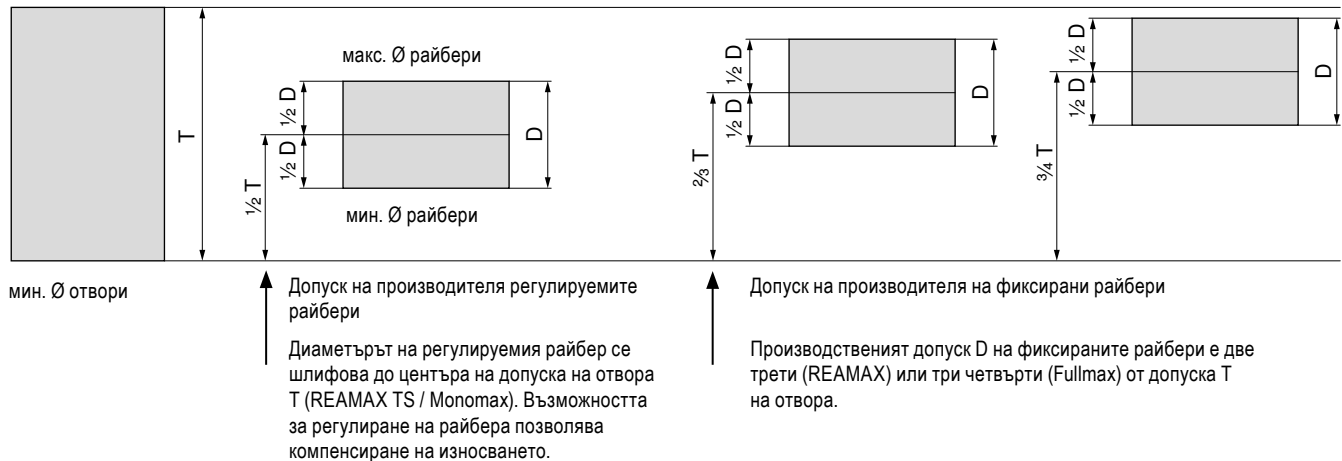 T
½ T
½ D
½ D
D
макс. Ø райбери
мин. Ø райбери
⅔ T
½ D
½ D
D
¾ T
½ D
½ D
D
мин. Ø отвори
Допуск на производителя регулируемите
райбери
Диаметърът на регулируемия райбер се
шлифова до центъра на допуска на отвора
T (REAMAX TS / Monomax). Възможността
за регулиране на райбера позволява
компенсиране на износването.
Допуск на производителя на фиксирани райбери
Производственият допуск D на фиксираните райбери е две
трети (REAMAX) или три четвърти (Fullmax) от допуска T
на отвора.